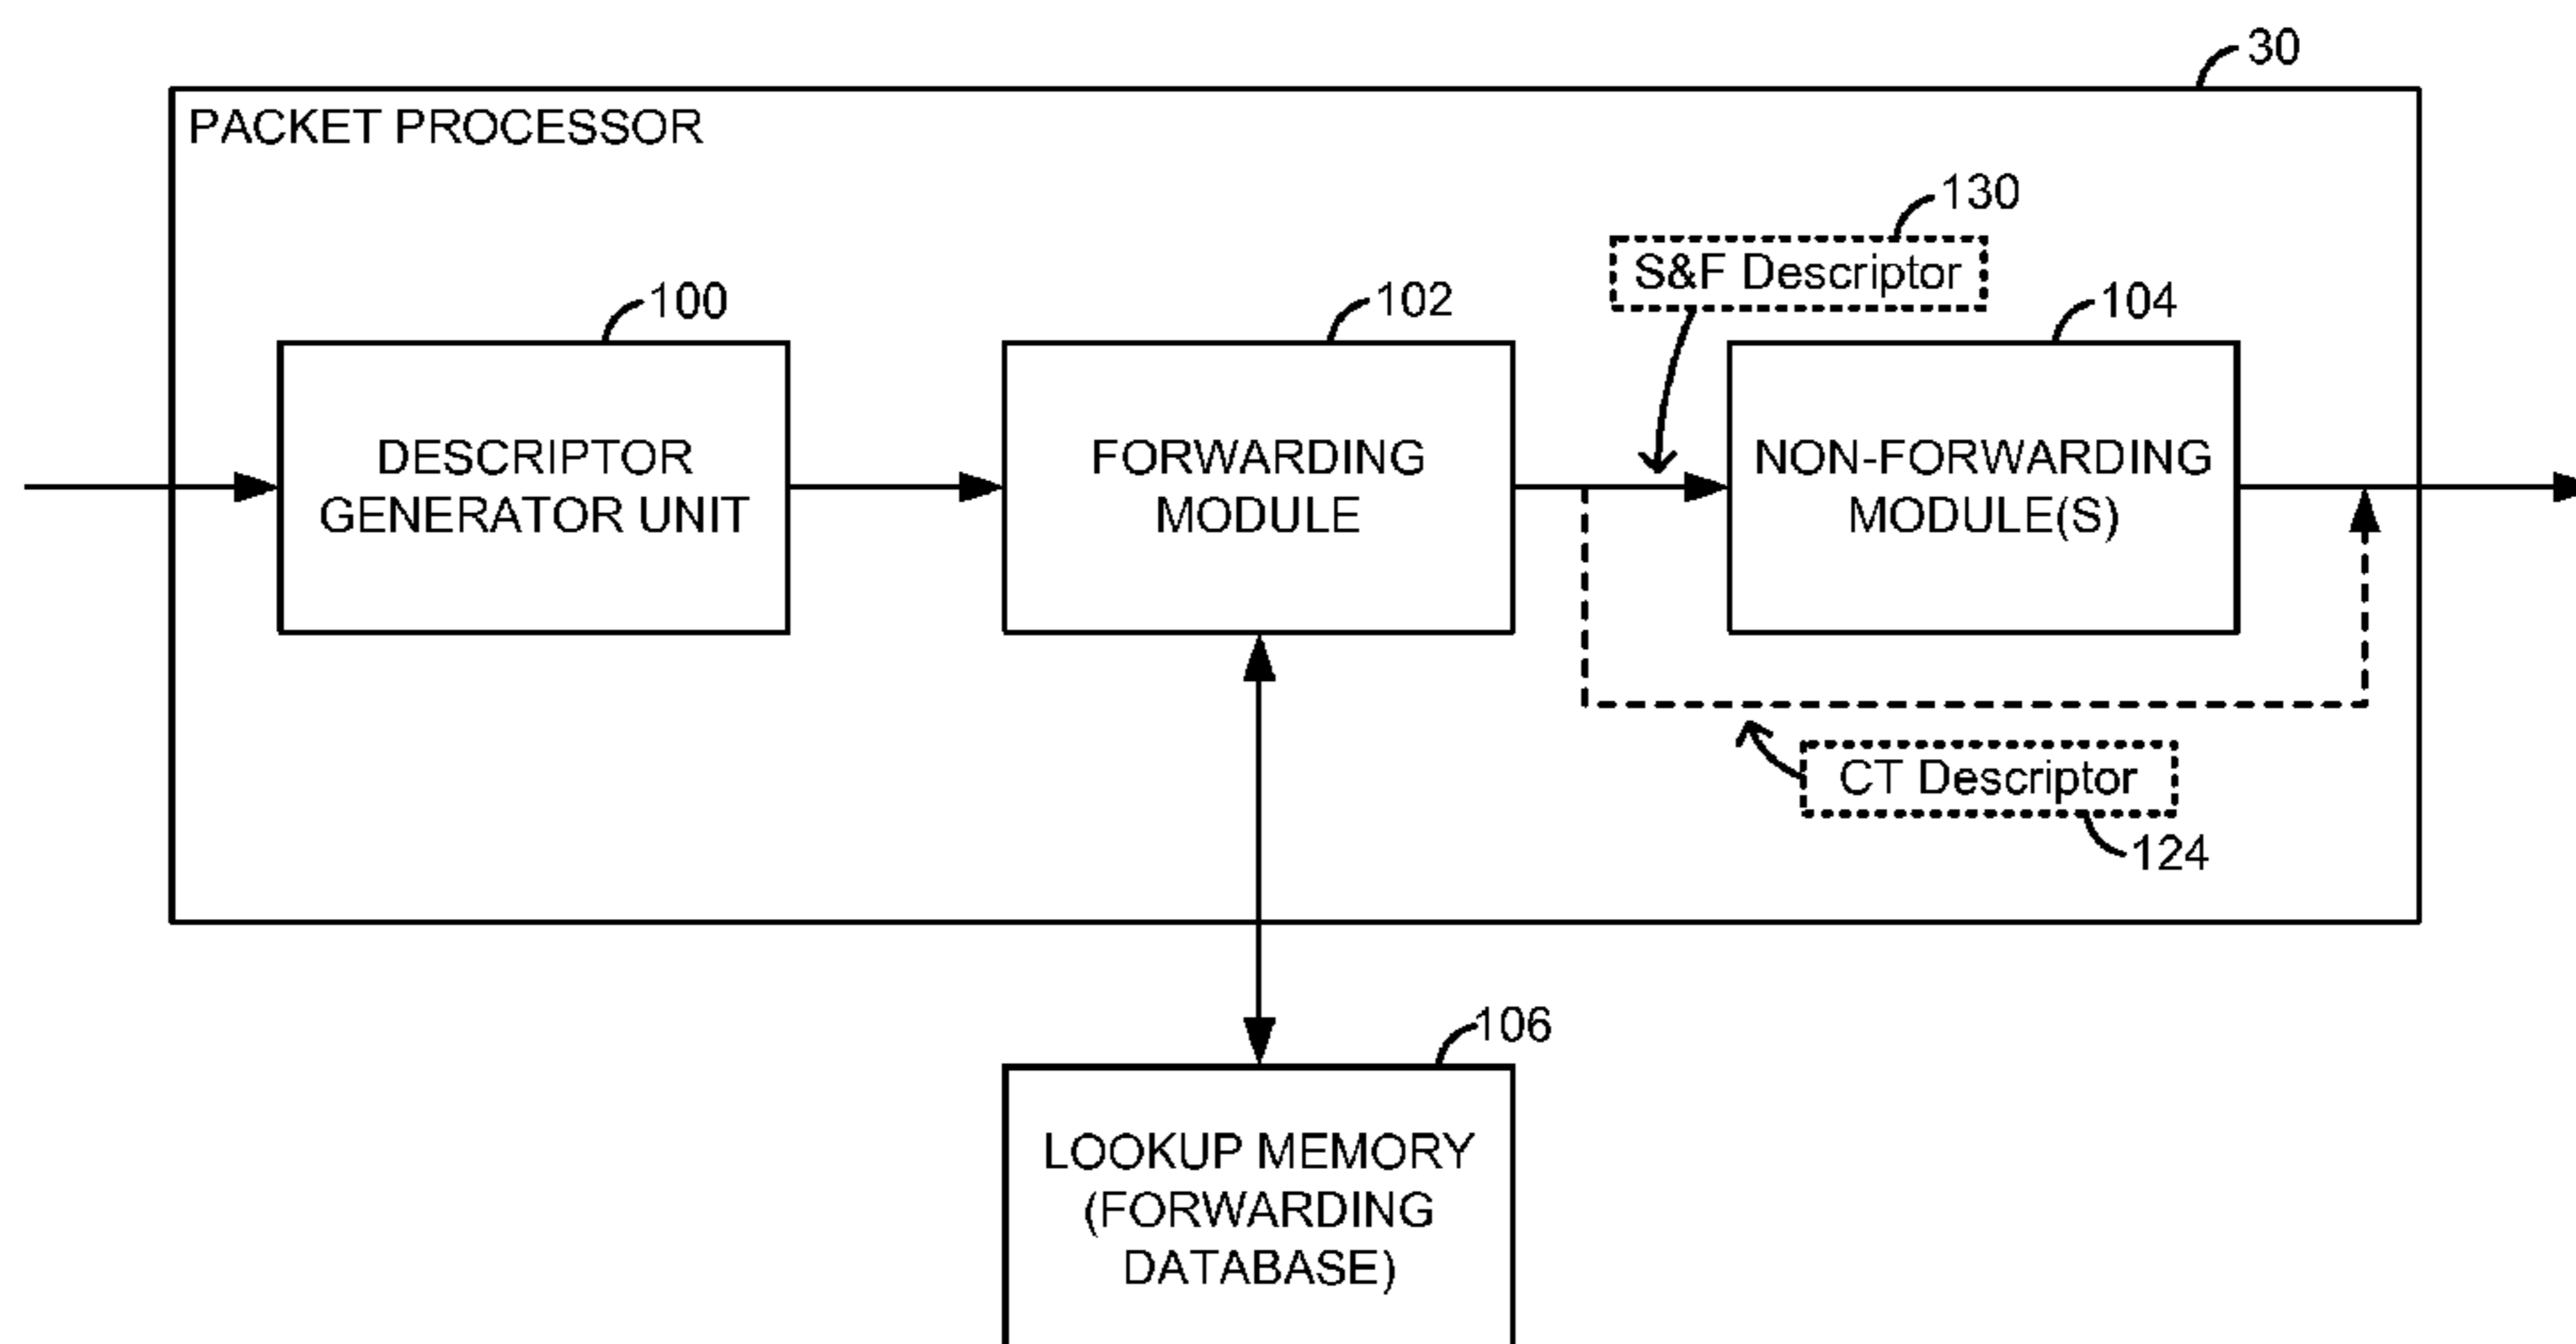 30
PACKET PROCESSOR
130
S&F Descriptor
100
102
104
DESCRIPTOR
GENERATOR UNIT
FORWARDING
MODULE
NON-FORWARDING
MODULE(S)
CT Descriptor
124
106
LOOKUP MEMORY
(FORWARDING
DATABASE)